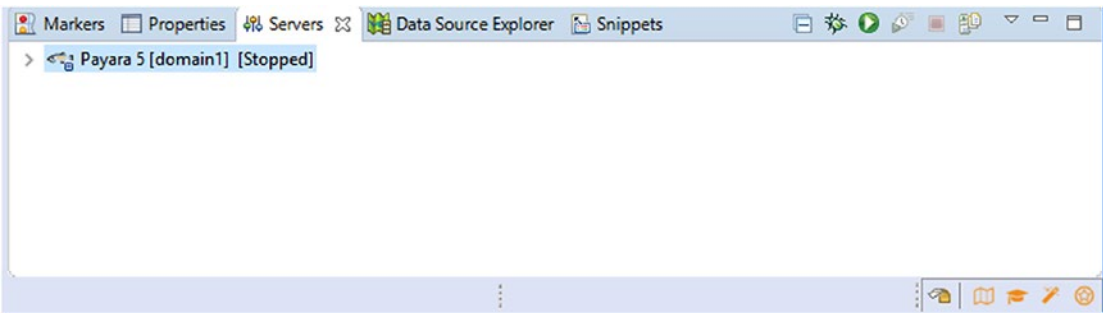 Markers Properties Servers Data Source Explorer Snippets
Payara 5 [domain1] [Stopped]